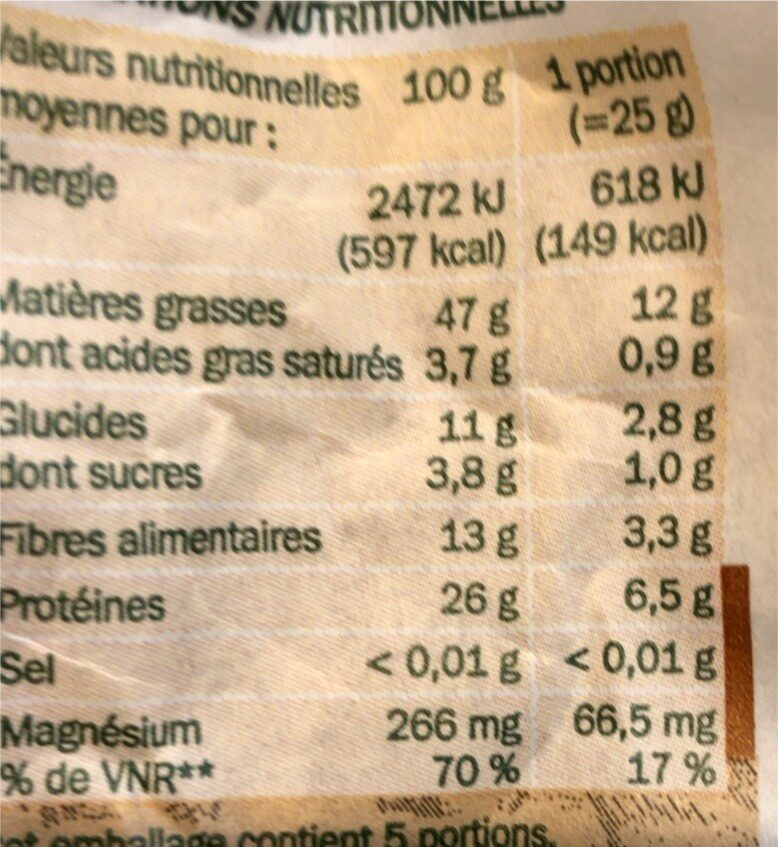 NUTRITIONNELLES
Valeurs nutritionnelles 100 g 1 portion
moyennes pour : (=25 g)
Énergie 2472 kJ 618 kJ
(597 kcal) (149 kcal)
Matières grasses 47 g 12 g
dont acides gras saturés 3,7 g 0,9 g
Glucides 11 g 2,8 g
dont sucres 3,8 g 1,0 g
Fibres alimentaires 13 g 3,3 g
Protéines 26 g 6,5 g
Sel < 0,01 g < 0,01 g
Magnésium 266 mg 66,5 mg
% de VNR** 70 % 17 %
emballage contient 5 portions.